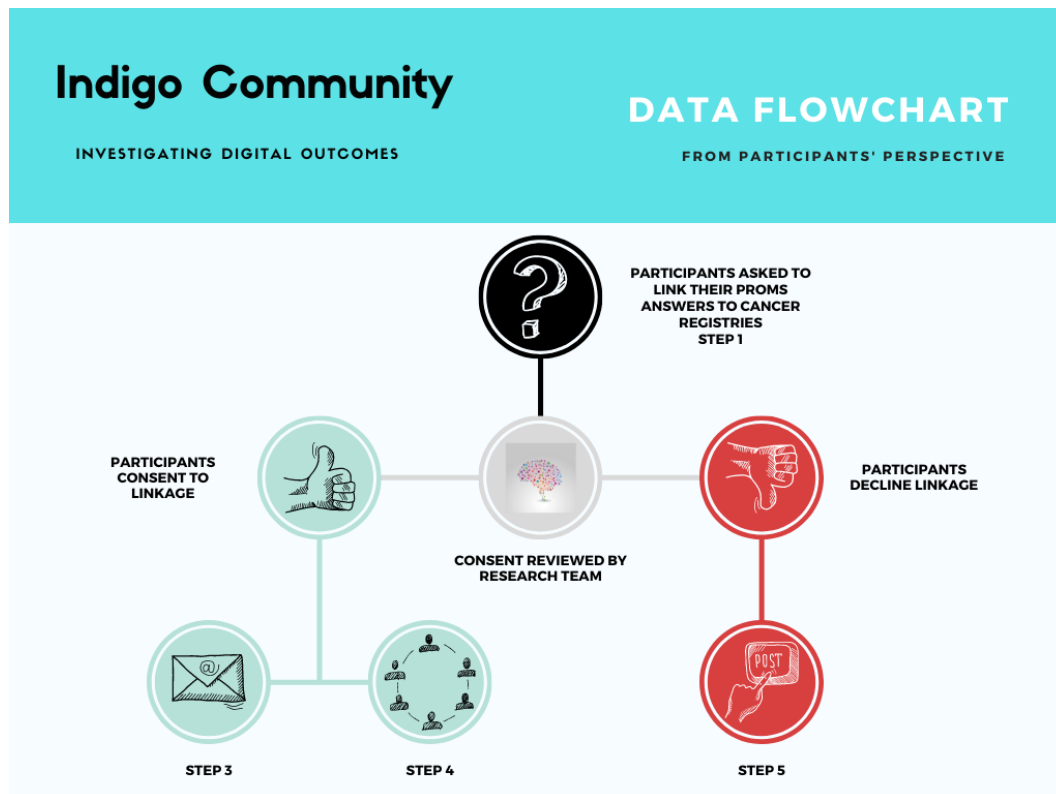 Indigo Community
INVESTIGATING DIGITAL OUTCOMES
DATA FLOWCHART
FROM PARTICIPANTS' PERSPECTIVE
PARTICIPANTS ASKED TO
LINK THEIR PROMS
ANSWERS TO CANCER
REGISTRIES
STEP 1
PARTICIPANTS
CONSENT TO
LINKAGE
CONSENT REVIEWED BY
RESEARCH TEAM
PARTICIPANTS
DECLINE LINKAGE
@
POST
STEP 3
STEP 4
STEP 5